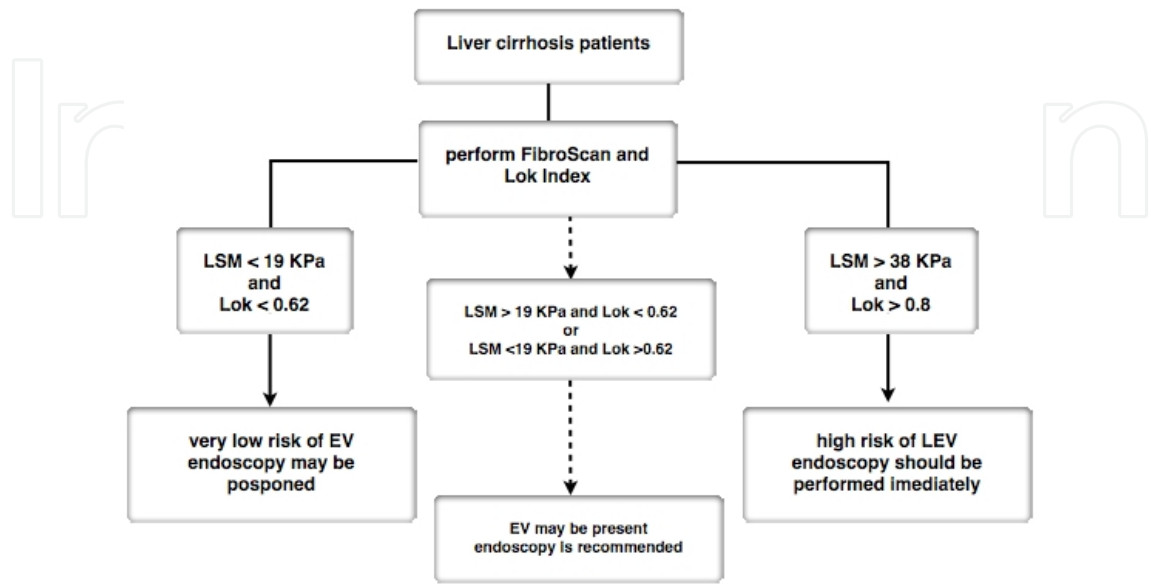 Liver cirrhosis patients
perform FibroScan and
Lok Index
LSM < 19 KPa
and
Lok < 0.62
LSM > 19 KPa and Lok < 0.62
or
LSM <19 KPa and Lok >0.62
LSM > 38 KPa
and
Lok > 0.8
very low risk of EV
endoscopy may be
posponed
EV may be present
endoscopy is recommended
high risk of LEV
endoscopy should be
performed imediately